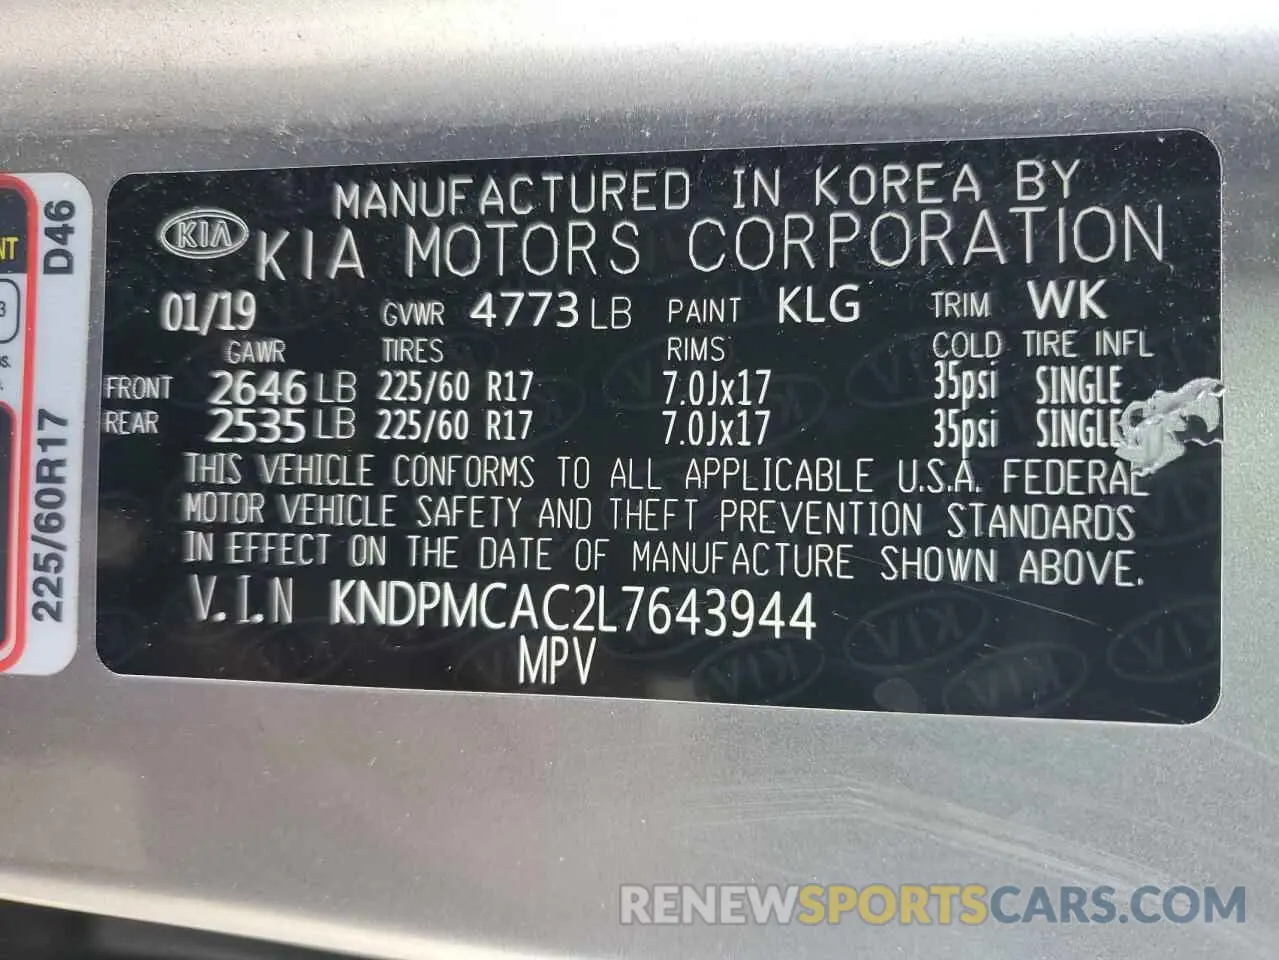 MANUFACTURED IN KOREA BY
KIA KIA MOTORS CORPORATION
01/19 GVWR 4773 LB PAINT KLG TRIM WK
GAWR TIRES RIMS COLD TIRE INFL
FRONT 2646 LB 225/60 R17 7.0Jx17 35psi SINGLE
REAR 2535 LB 225/60 R17 7.0Jx17 35psi SINGLE
THIS VEHICLE CONFORMS TO ALL APPLICABLE U.S.A. FEDERAL
MOTOR VEHICLE SAFETY AND THEFT PREVENTION STANDARDS
IN EFFECT ON THE DATE OF MANUFACTURE SHOWN ABOVE.
V.I.N KNDPMCAC2L7643944
MPV
225/60R17 D46
RENEWSPORTSCARS.COM